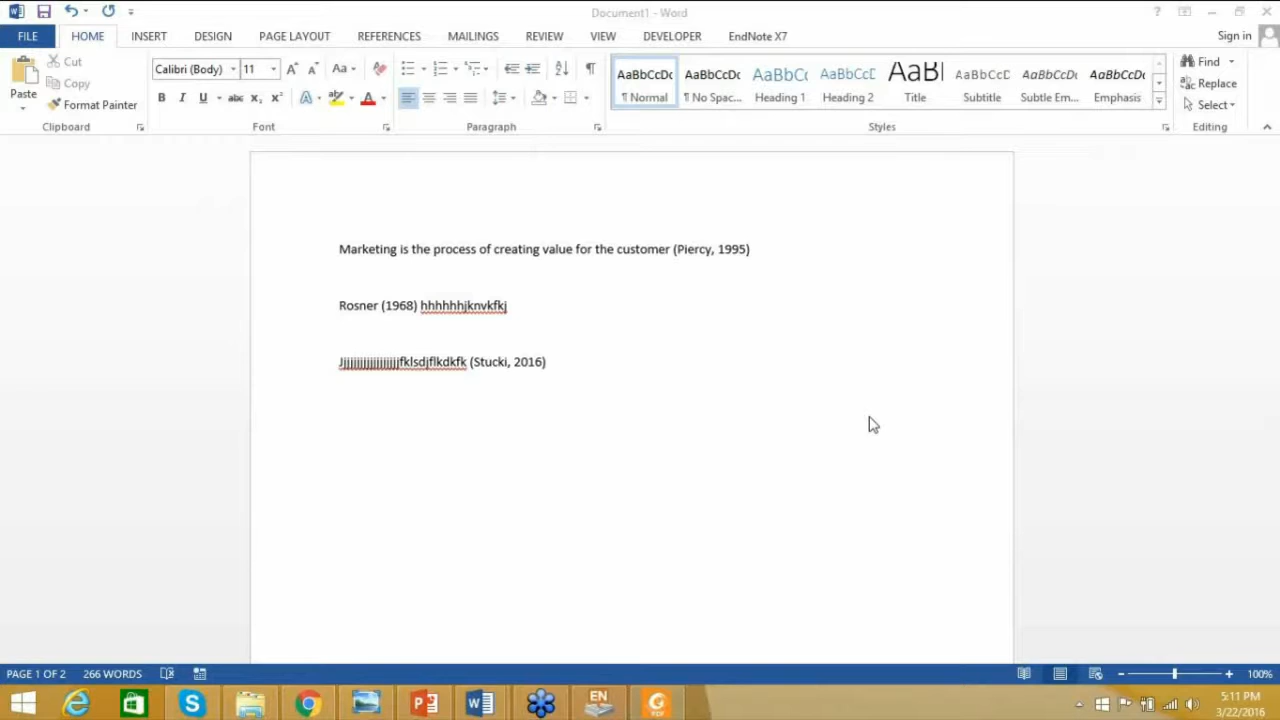 Document1 - Word
?
FILE HOME INSERT DESIGN PAGE LAYOUT REFERENCES MAILINGS REVIEW VIEW DEVELOPER EndNote X7 Sign in
Paste
Cut
Copy
Format Painter
Clipboard
Calibri (Body) 11
Font
Paragraph
AaBbCcDc AaBbCcDc AaBbCc AaBbCcD AaBl AaBbCcD AaBbCcDc AaBbCcDc
¶ Normal ¶ No Spac... Heading 1 Heading 2 Title Subtitle Subtle Em... Emphasis
Styles
Find
Replace
Select
Editing
Marketing is the process of creating value for the customer (Piercy, 1995)
Rosner (1968) hhhhhhjknvkfkj
(Stucki, 2016)
PAGE 1 OF 2 266 WORDS 100%
5:11 PM
3/22/2016